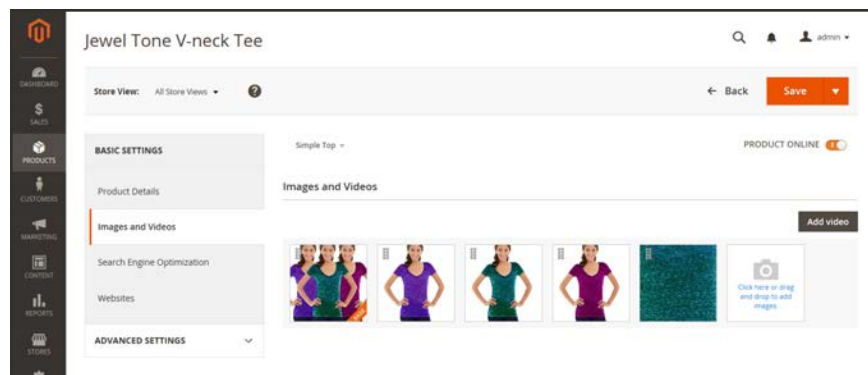 Jewel Tone V-neck Tee
admin
DASHBOARD
SALES
PRODUCTS
CUSTOMERS
MARKETING
CONTENT
REPORTS
STORES
Store View: All Store Views ?
← Back Save
BASIC SETTINGS
Product Details
Images and Videos
Search Engine Optimization
Websites
ADVANCED SETTINGS
Simple Top
PRODUCT ONLINE
Images and Videos
Add video
Click here or drag
and drop to add
images.